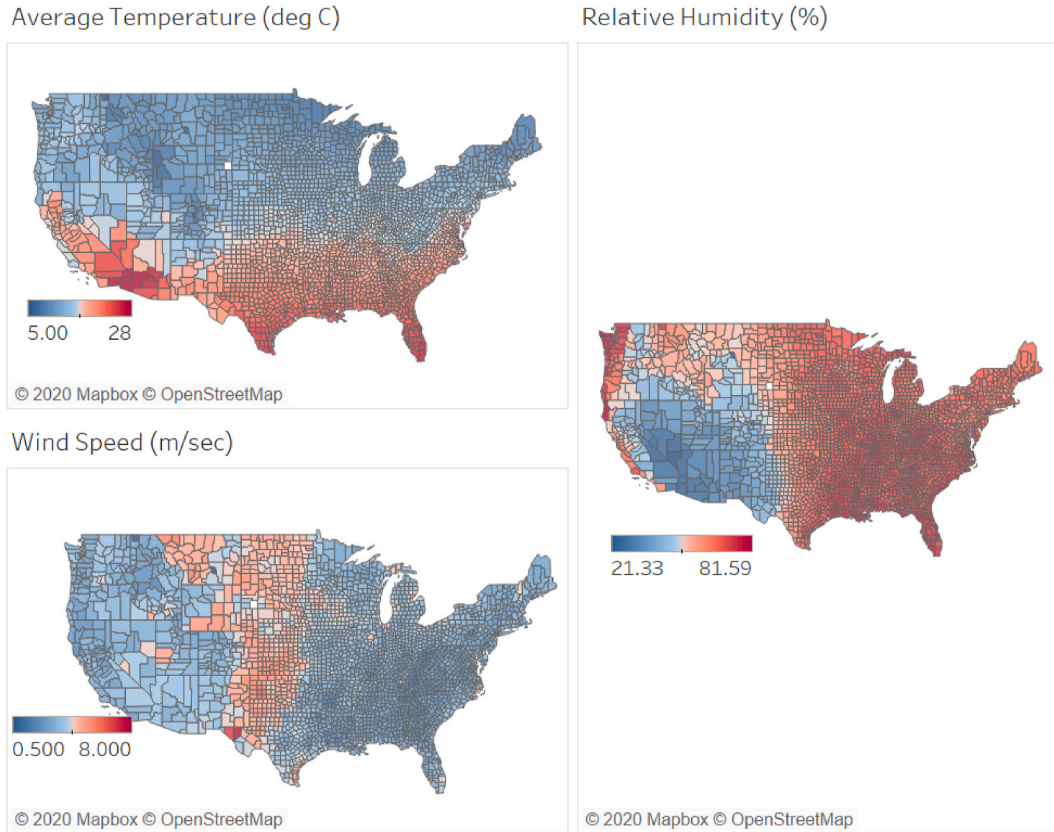 Average Temperature (deg C)
5.00 28
© 2020 Mapbox © OpenStreetMap
Wind Speed (m/sec)
0.500 8.000
© 2020 Mapbox © OpenStreetMap
Relative Humidity (%)
21.33 81.59
© 2020 Mapbox © OpenStreetMap